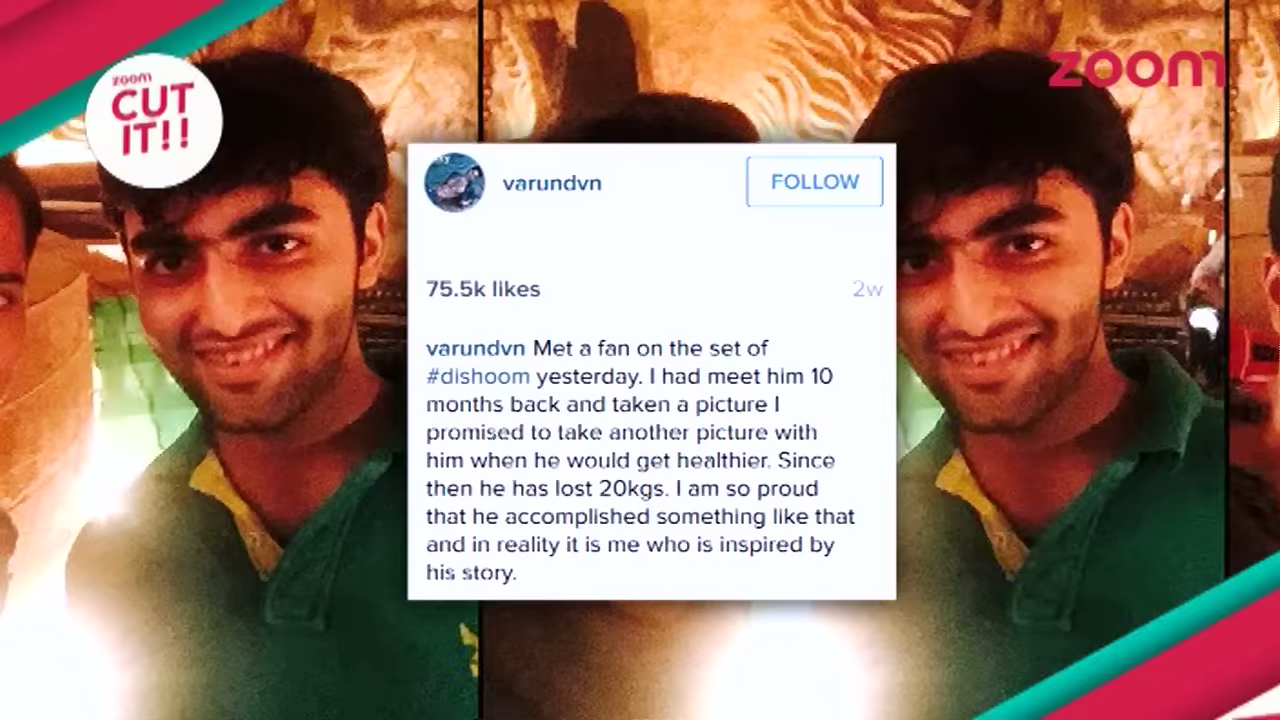 zoom
CUT
IT!!
zoom
varundvn
FOLLOW
75.5k likes
2w
varundvn Met a fan on the set of
#dishoom yesterday. I had meet him 10
months back and taken a picture I
promised to take another picture with
him when he would get healthier. Since
then he has lost 20kgs. I am so proud
that he accomplished something like that
and in reality it is me who is inspired by
his story.